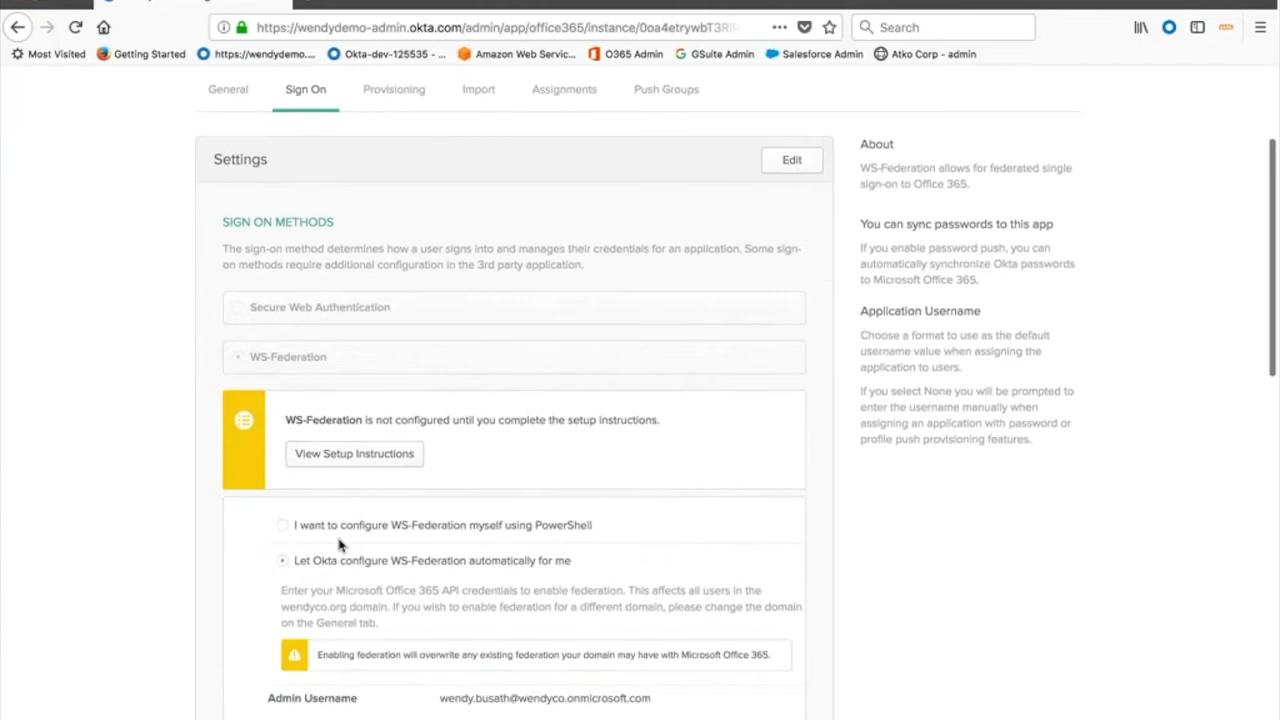 https://wendydemo-admin.okta.com/admin/app/office365/instance/0oa4etrywbT3RIR
Search
Most Visited
Getting Started
https://wendydemo....
Okta-dev-125535 - ...
Amazon Web Servic...
O365 Admin
GSuite Admin
Salesforce Admin
Atko Corp - admin
General
Sign On
Provisioning
Import
Assignments
Push Groups
Settings
Edit
SIGN ON METHODS
The sign-on method determines how a user signs into and manages their credentials for an application. Some sign-
on methods require additional configuration in the 3rd party application.
Secure Web Authentication
WS-Federation
WS-Federation is not configured until you complete the setup instructions.
View Setup Instructions
I want to configure WS-Federation myself using PowerShell
Let Okta configure WS-Federation automatically for me
Enter your Microsoft Office 365 API credentials to enable federation. This affects all users in the
wendyco.org domain. If you wish to enable federation for a different domain, please change the domain
on the General tab.
Enabling federation will overwrite any existing federation your domain may have with Microsoft Office 365.
Admin Username
wendy.busath@wendyco.onmicrosoft.com
About
WS-Federation allows for federated single
sign-on to Office 365.
You can sync passwords to this app
If you enable password push, you can
automatically synchronize Okta passwords
to Microsoft Office 365.
Application Username
Choose a format to use as the default
username value when assigning the
application to users.
If you select None you will be prompted to
enter the username manually when
assigning an application with password or
profile push provisioning features.